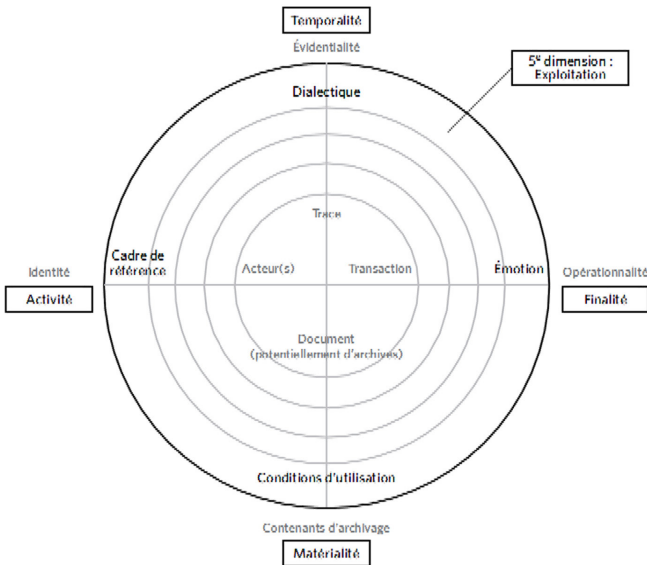 Temporalité
Évidentialité
5e dimension :
Exploitation
Dialectique
Trace
Cadre de
référence
Identité
Activité
Acteur(s)
Transaction
Émotion
Opérationnalité
Finalité
Document
(potentiellement d'archives)
Conditions d'utilisation
Contenants d'archivage
Matérialité